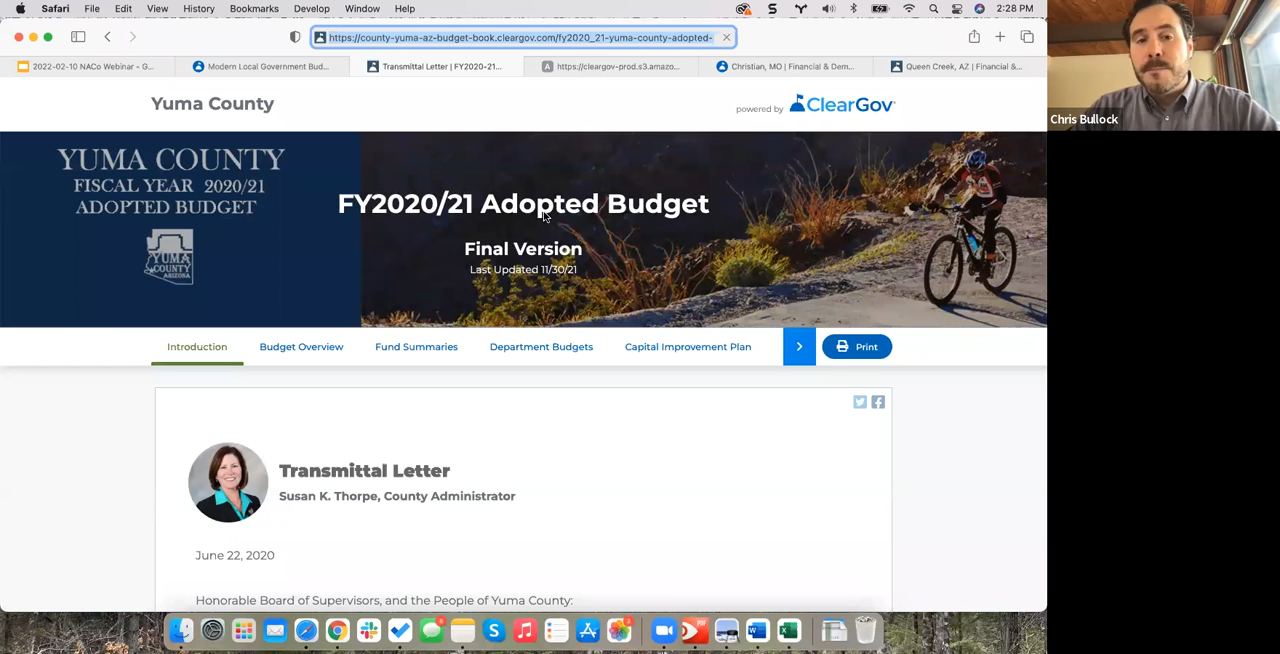 Safari File Edit View History Bookmarks Develop Window Help 2:28 PM
https://county-yuma-az-budget-book.cleargov.com/fy2020_21-yuma-county-adopted-
2022-02-10 NACo Webinar - G... Modern Local Government Bud... Transmittal Letter | FY2020-21... https://cleargov-prod.s3.amazo... Christian, MO | Financial & Dem... Queen Creek, AZ | Financial &...
Chris Bullock
Yuma County
powered by ClearGov
YUMA COUNTY
FISCAL YEAR 2020/21
ADOPTED BUDGET
YUMA
COUNTY
ARIZONA
FY2020/21 Adopted Budget
Final Version
Last Updated 11/30/21
Introduction Budget Overview Fund Summaries Department Budgets Capital Improvement Plan > Print
Transmittal Letter
Susan K. Thorpe, County Administrator
June 22, 2020
Honorable Board of Supervisors, and the People of Yuma County: